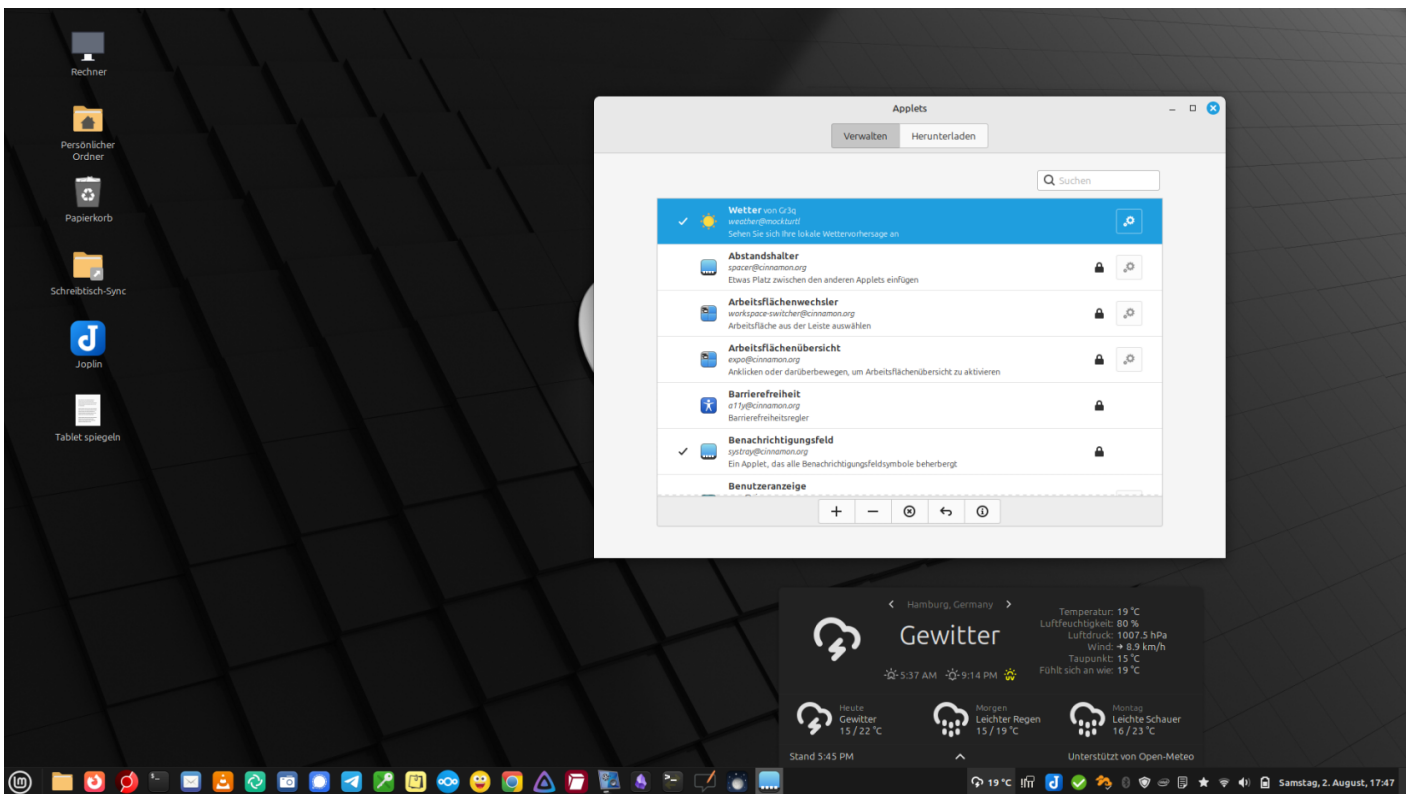 Rechner
Persönlicher
Ordner
Papierkorb
Schreibtisch-Sync
Joplin
Tablet spiegeln
Applets
Verwalten
Herunterladen
Suchen
Wetter von Gr3q
weather@mockturtl
Sehen Sie sich Ihre lokale Wettervorhersage an
Abstandshalter
spacer@cinnamon.org
Etwas Platz zwischen den anderen Applets einfügen
Arbeitsflächenwechsler
workspace-switcher@cinnamon.org
Arbeitsfläche aus der Leiste auswählen
Arbeitsflächenübersicht
expo@cinnamon.org
Anklicken oder darüberbewegen, um Arbeitsflächenübersicht zu aktivieren
Barrierefreiheit
a11y@cinnamon.org
Barrierefreiheitsregler
Benachrichtigungsfeld
systray@cinnamon.org
Ein Applet, das alle Benachrichtigungsfeldsymbole beherbergt
Benutzeranzeige
Hamburg, Germany
Gewitter
5:37 AM 9:14 PM UV
Temperatur: 19 °C
Luftfeuchtigkeit: 80 %
Luftdruck: 1007.5 hPa
Wind: → 8.9 km/h
Taupunkt: 15 °C
Fühlt sich an wie: 19 °C
Heute
Gewitter
15 / 22 °C
Morgen
Leichter Regen
15 / 19 °C
Montag
Leichte Schauer
16 / 23 °C
Stand 5:45 PM
Unterstützt von Open-Meteo
19 °C
Samstag, 2. August, 17:47